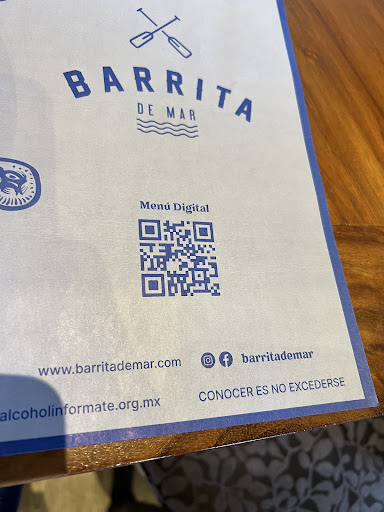 BARRITA
DE MAR
Menú Digital
www.barritademar.com
barritademar
alcoholinformate.org.mx
CONOCER ES NO EXCEDERSE